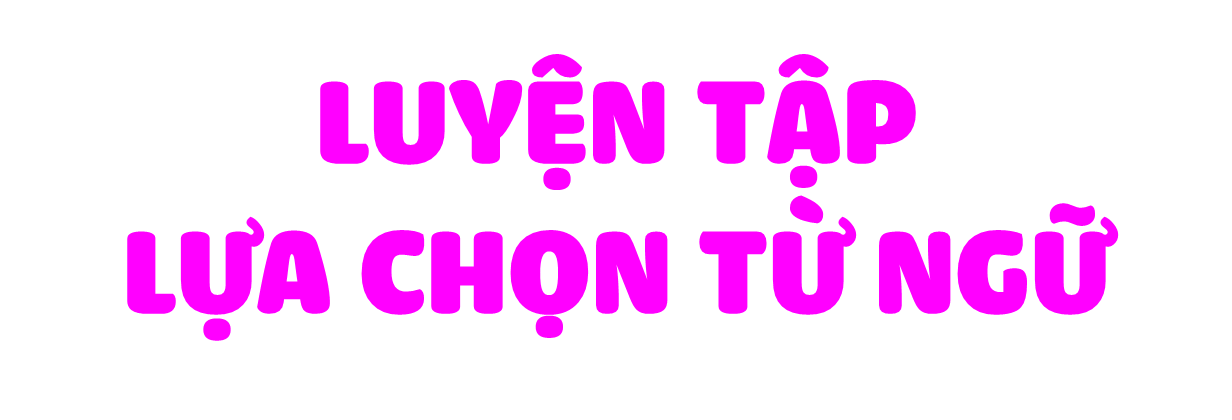 LUYỆN TẬP
LỰA CHỌN TỪ NGỮ